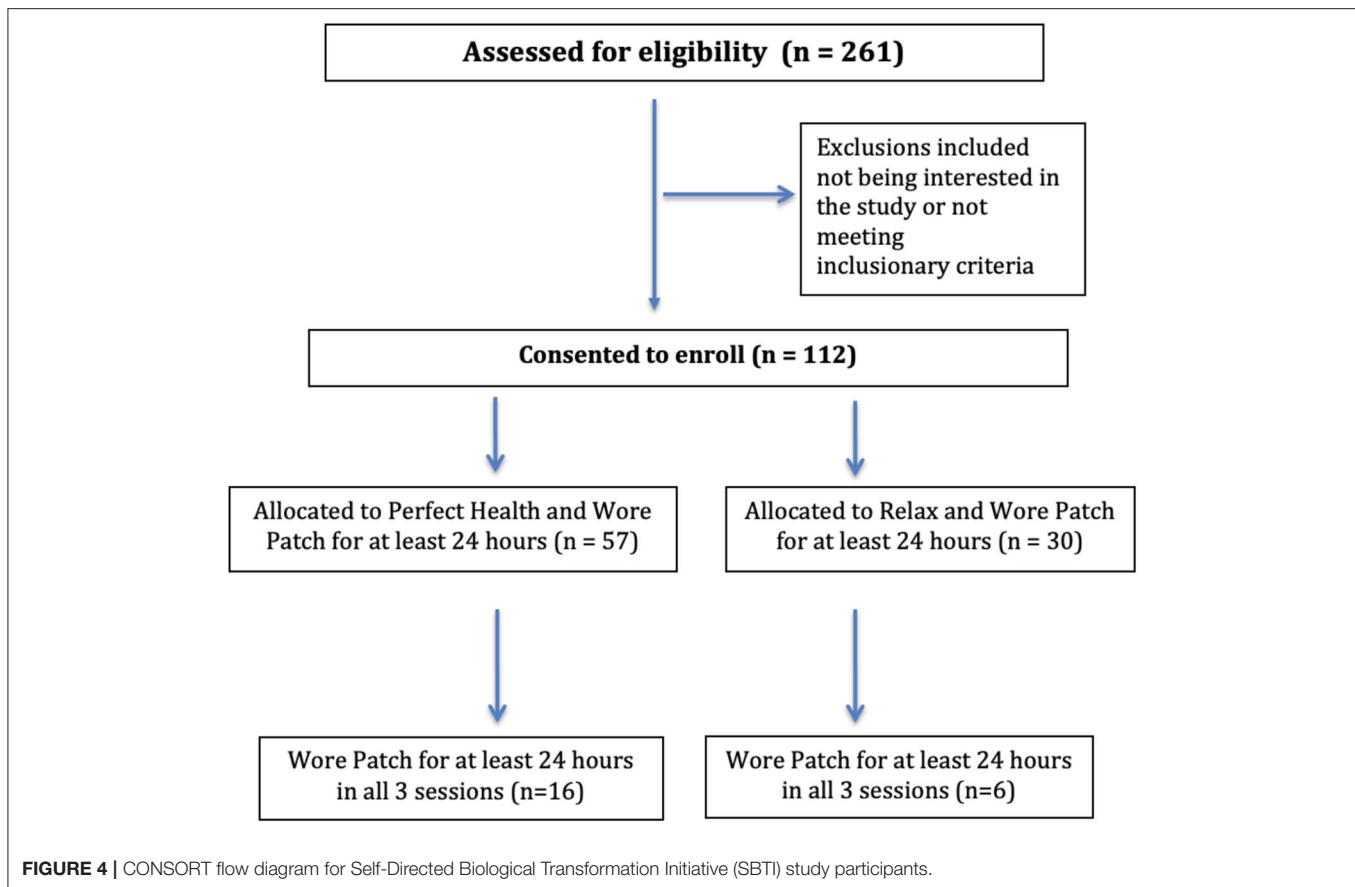 Assessed for eligibility (n = 261)
Exclusions included
not being interested in
the study or not
meeting
inclusionary criteria
Consented to enroll (n = 112)
Allocated to Perfect Health and Wore
Patch for at least 24 hours (n = 57)
Allocated to Relax and Wore Patch
for at least 24 hours (n = 30)
Wore Patch for at least 24 hours
in all 3 sessions (n=16)
Wore Patch for at least 24 hours
in all 3 sessions (n=6)
FIGURE 4 | CONSORT flow diagram for Self-Directed Biological Transformation Initiative (SBTI) study participants.